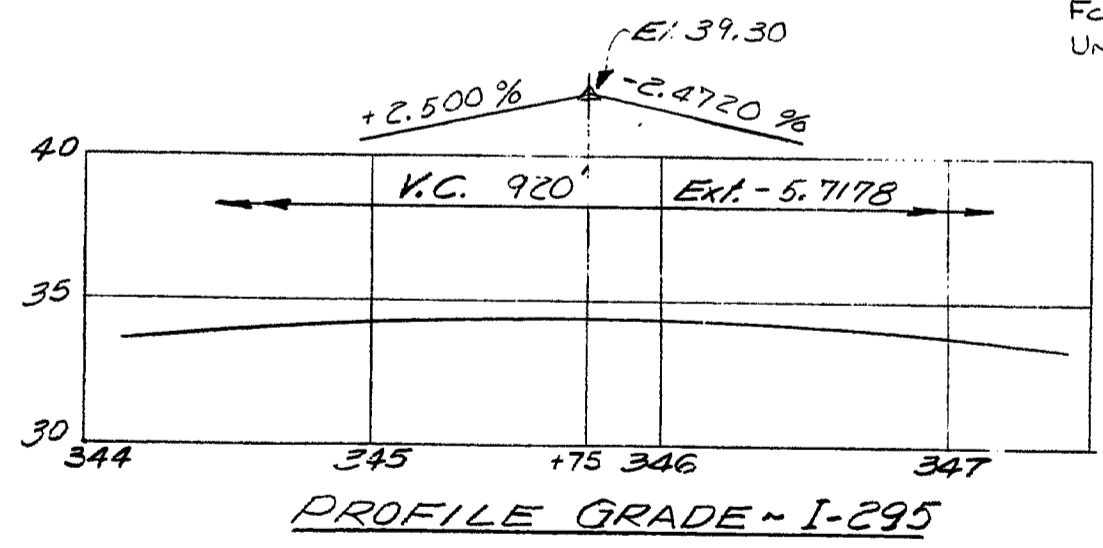 El 39.30
+2.500 %
-2.4720 %
40
V.C. 920'
Ext. - 5.7178
35
30
344
345
+75
346
347
PROFILE GRADE ~ I-295